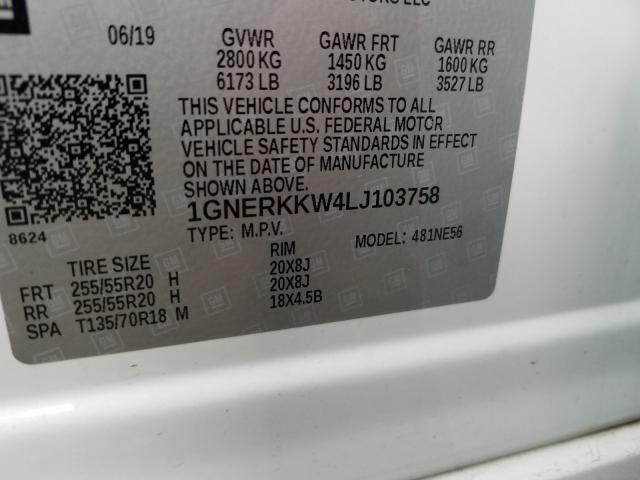 GM
MOTORS LLC
06/19 GVWR GAWR FRT GAWR RR
2800 KG 1450 KG 1600 KG
6173 LB 3196 LB 3527 LB
THIS VEHICLE CONFORMS TO ALL
APPLICABLE U.S. FEDERAL MOTOR
VEHICLE SAFETY STANDARDS IN EFFECT
ON THE DATE OF MANUFACTURE
SHOWN ABOVE.
1GNERKKW4LJ103758
8624
TYPE: M.P.V. MODEL: 481NE56
TIRE SIZE RIM
FRT 255/55R20 H 20X8J
RR 255/55R20 H 20X8J
SPA T135/70R18 M 18X4.5B